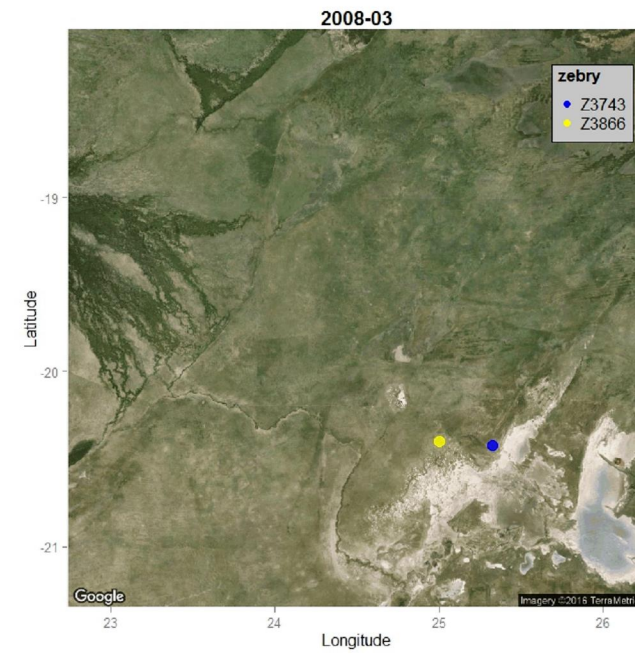 2008-03
zebry
Z3743
Z3866
-19
-20
-21
Latitude
Google
Imagery ©2016 TerraMetri
23
24
25
26
Longitude